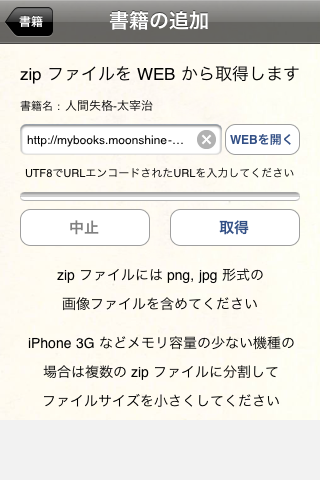 書籍
書籍の追加
zip ファイルを WEB から取得します
書籍名：人間失格-太宰治
http://mybooks.moonshine-...
WEBを開く
UTF8でURLエンコードされたURLを入力してください
中止
取得
zip ファイルには png, jpg 形式の
画像ファイルを含めてください
iPhone 3G などメモリ容量の少ない機種の
場合は複数の zip ファイルに分割して
ファイルサイズを小さくしてください